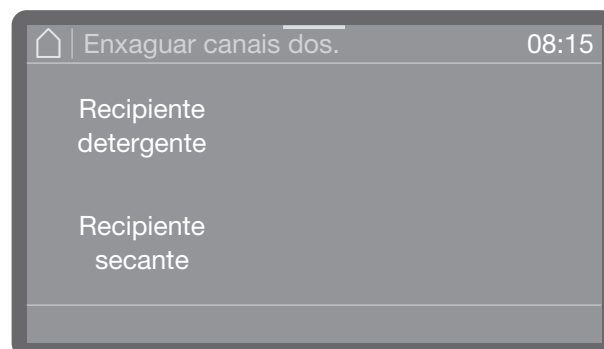 Enxaguar canais dos. 08:15
Recipiente
detergente
Recipiente
secante